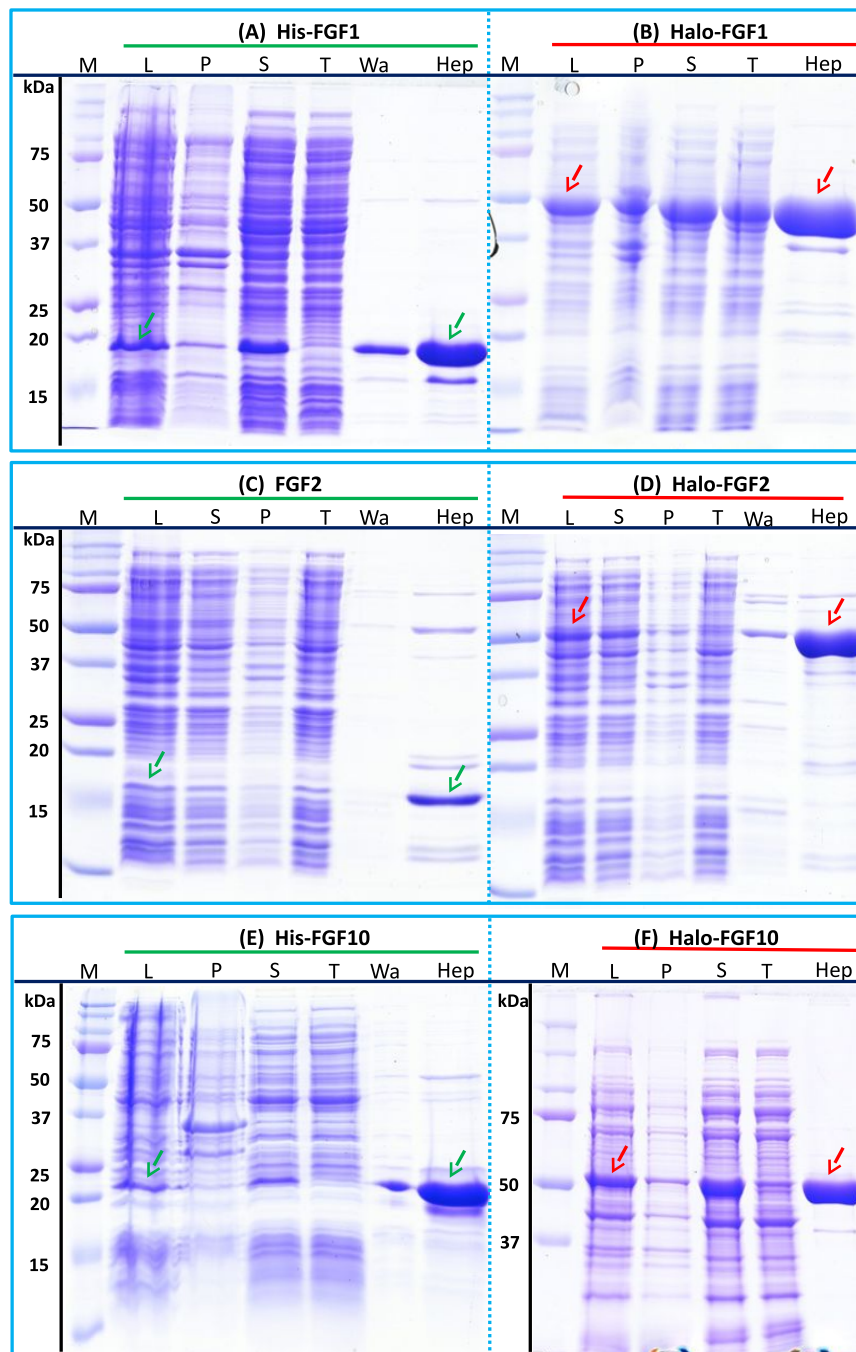 (A) His-FGF1 (B) Halo-FGF1
M L P S T Wa Hep M L P S T Hep
kDa
75
50
37
25
20
15
(C) FGF2 (D) Halo-FGF2
M L S P T Wa Hep M L S P T Wa Hep
kDa
75
50
37
25
20
15
(E) His-FGF10 (F) Halo-FGF10
M L P S T Wa Hep M L P S T Hep
kDa kDa
75
50
37
25
20
15
75
50
37